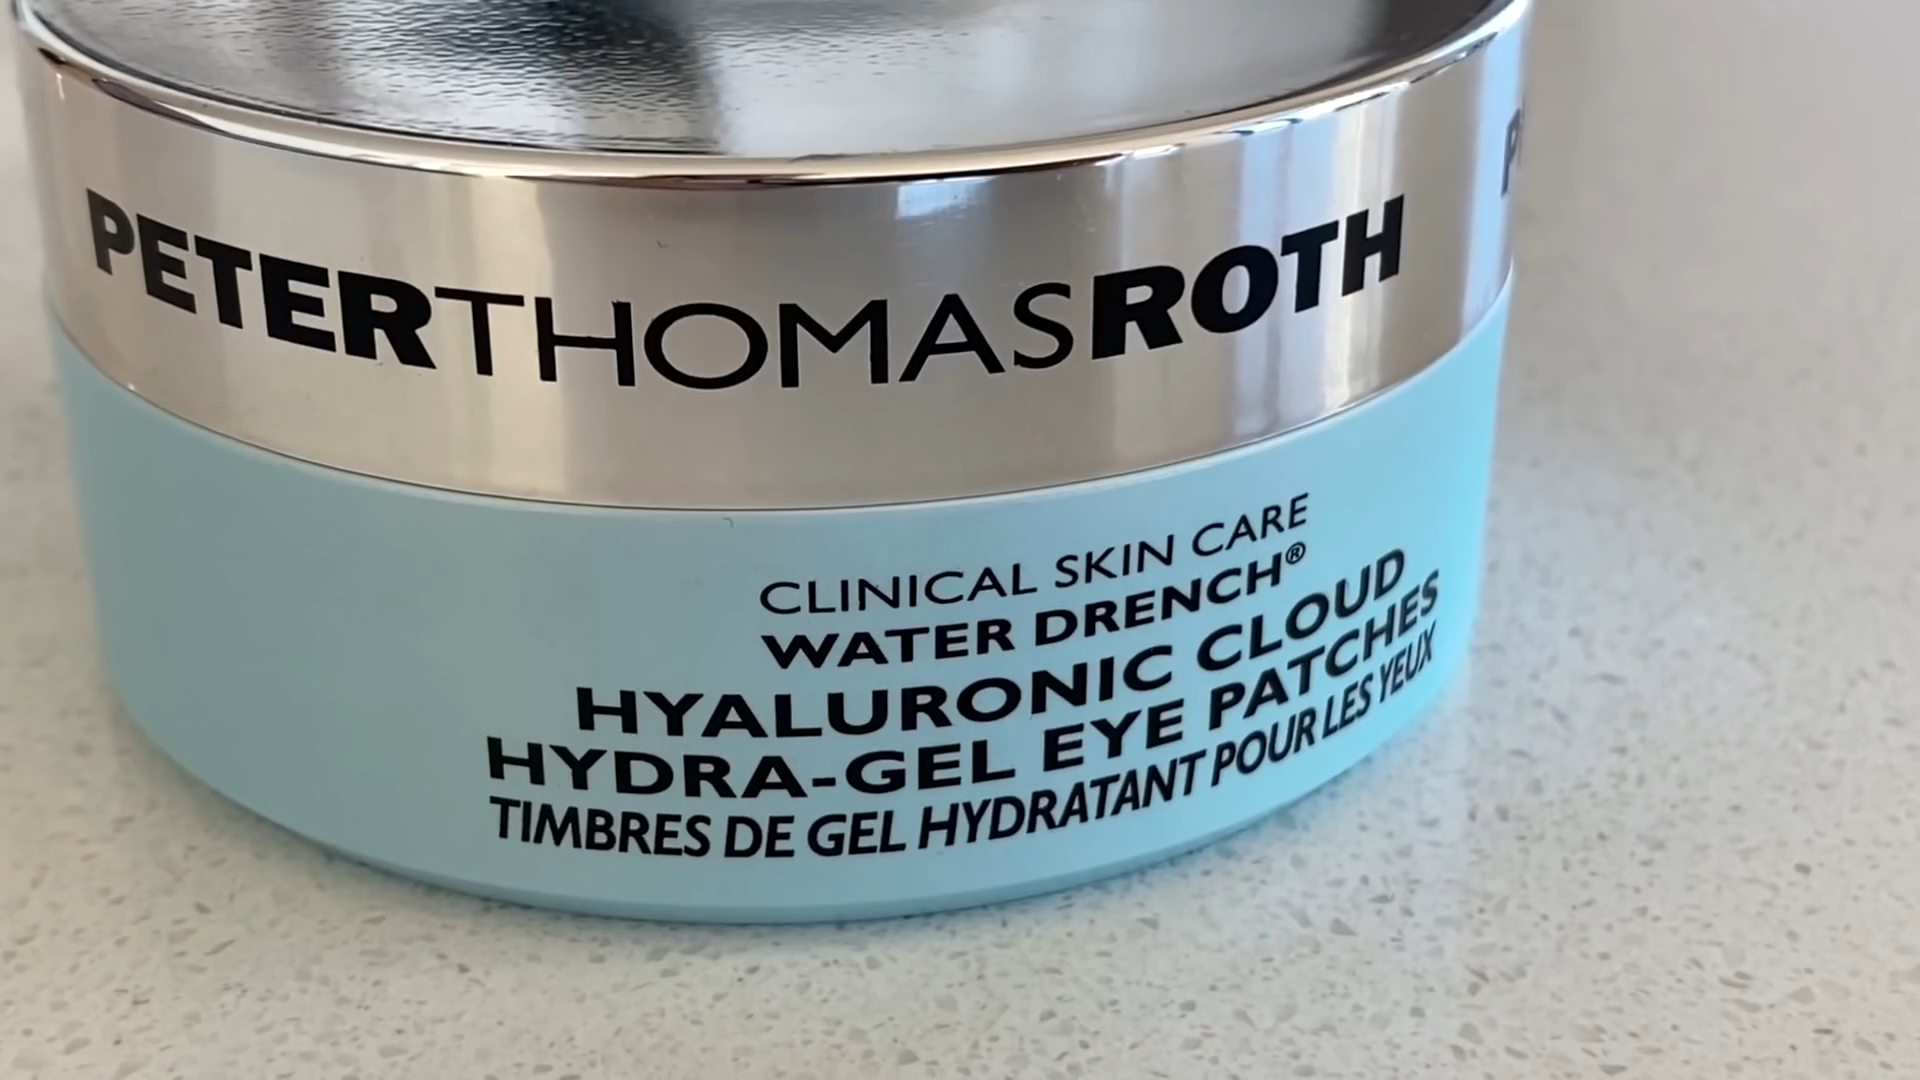 PETERTHOMASROTH
CLINICAL SKIN CARE
WATER DRENCH®
HYALURONIC CLOUD
HYDRA-GEL EYE PATCHES
TIMBRES DE GEL HYDRATANT POUR LES YEUX